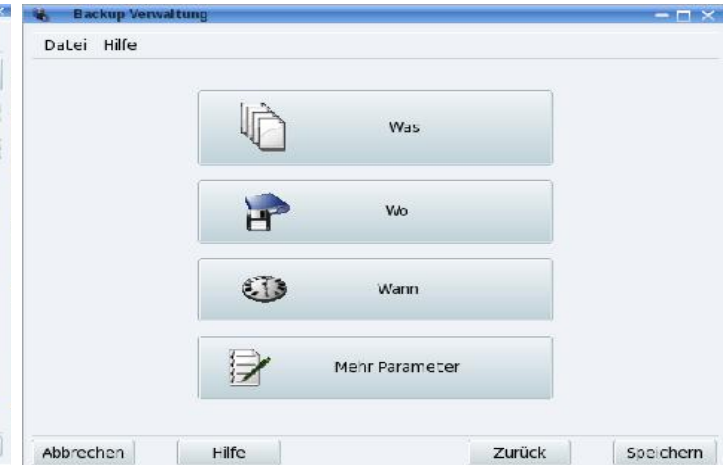 Backup Verwaltung
Datei Hilfe
Was
Wo
Wann
Mehr Parameter
Abbrechen Hilfe Zurück Speichern